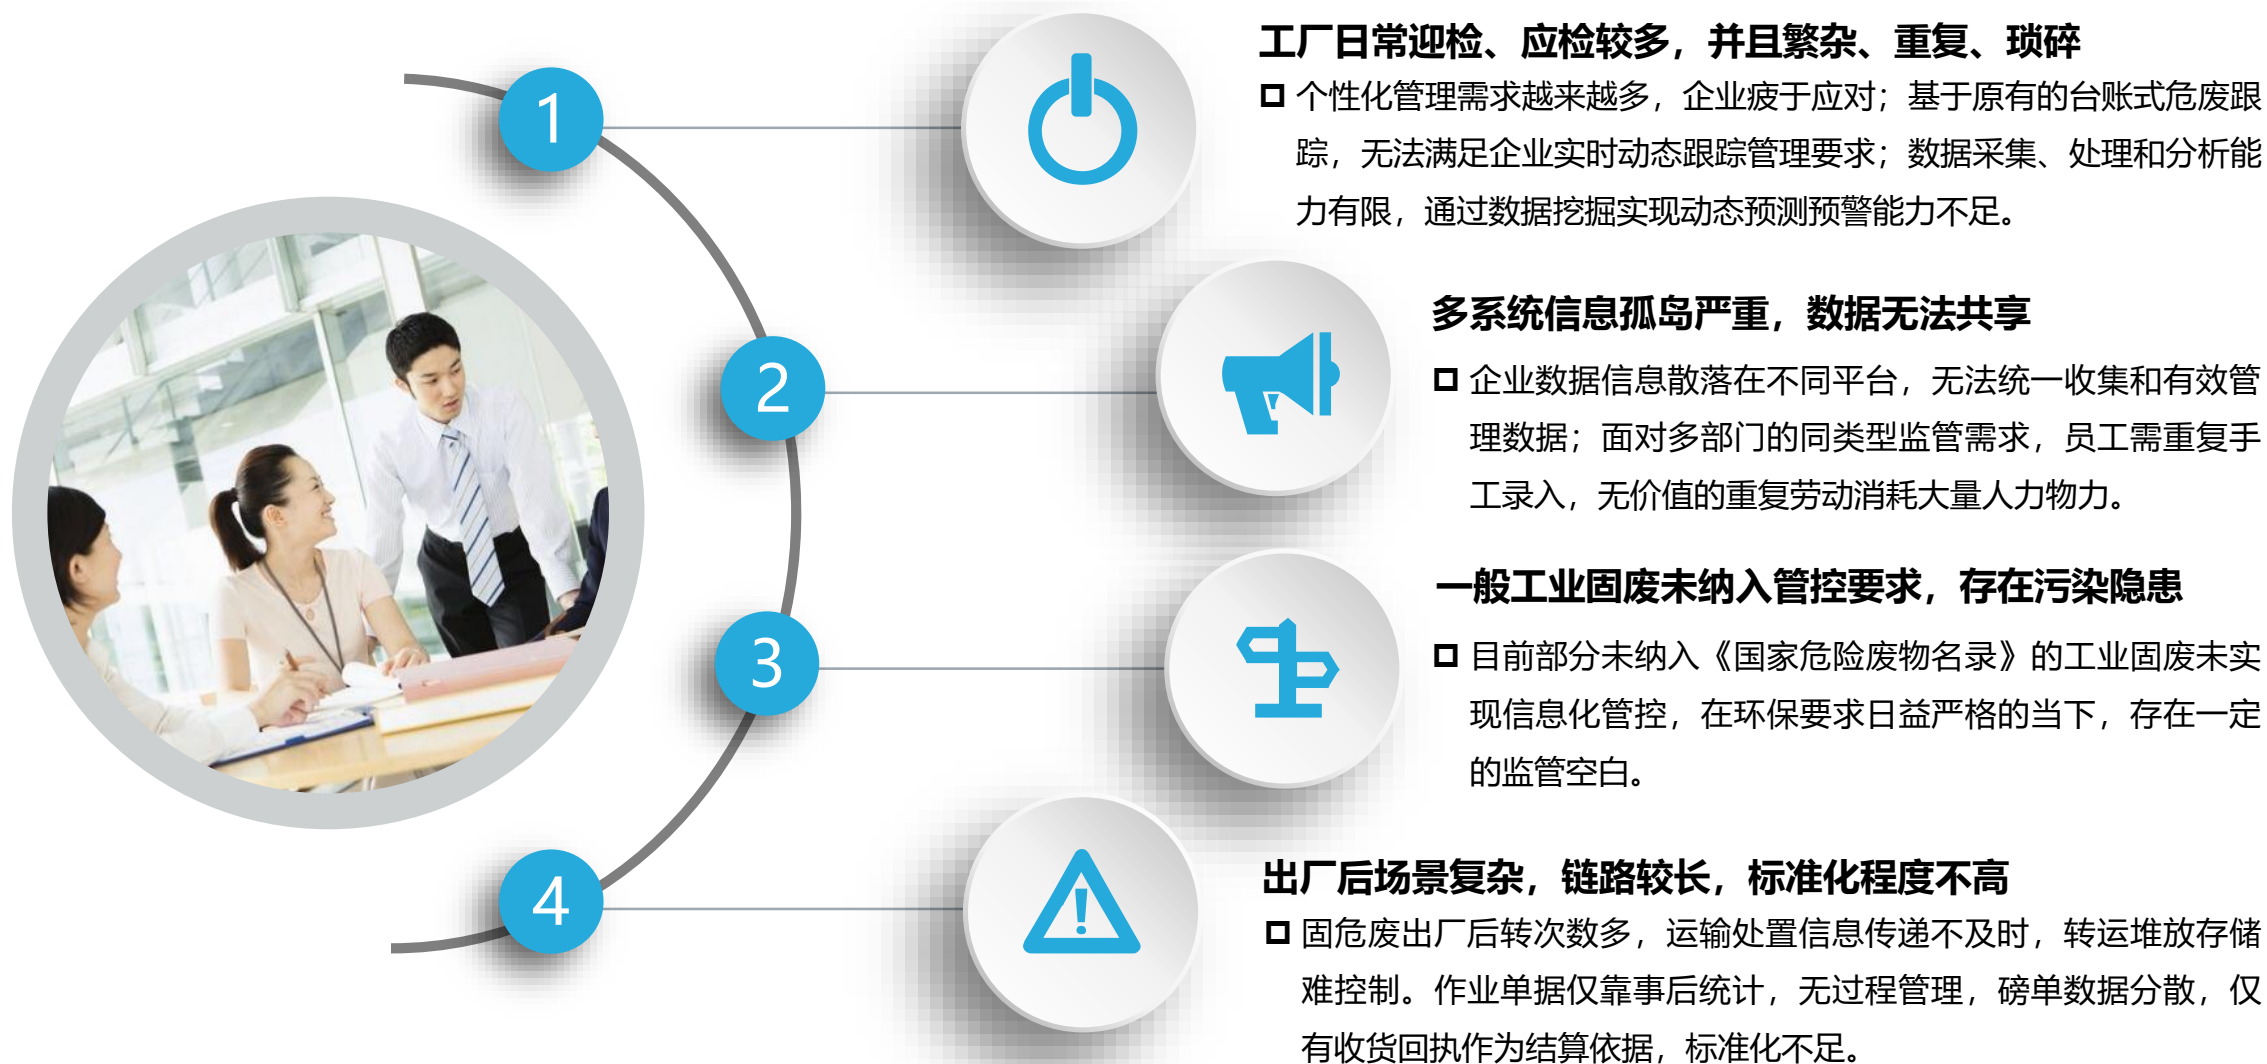 1
工厂日常迎检、应检较多，并且繁杂、重复、琐碎
个性化管理需求越来越多，企业疲于应对；基于原有的台账式危废跟
踪，无法满足企业实时动态跟踪管理要求；数据采集、处理和分析能
力有限，通过数据挖掘实现动态预测预警能力不足。
2
多系统信息孤岛严重，数据无法共享
企业数据信息散落在不同平台，无法统一收集和有效管
理数据；面对多部门的同类型监管需求，员工需重复手
工录入，无价值的重复劳动消耗大量人力物力。
3
一般工业固废未纳入管控要求，存在污染隐患
目前部分未纳入《国家危险废物名录》的工业固废未实
现信息化管控，在环保要求日益严格的当下，存在一定
的监管空白。
4
出厂后场景复杂，链路较长，标准化程度不高
固危废出厂后转次数多，运输处置信息传递不及时，转运堆放存储
难控制。作业单据仅靠事后统计，无过程管理，磅单数据分散，仅
有收货回执作为结算依据，标准化不足。